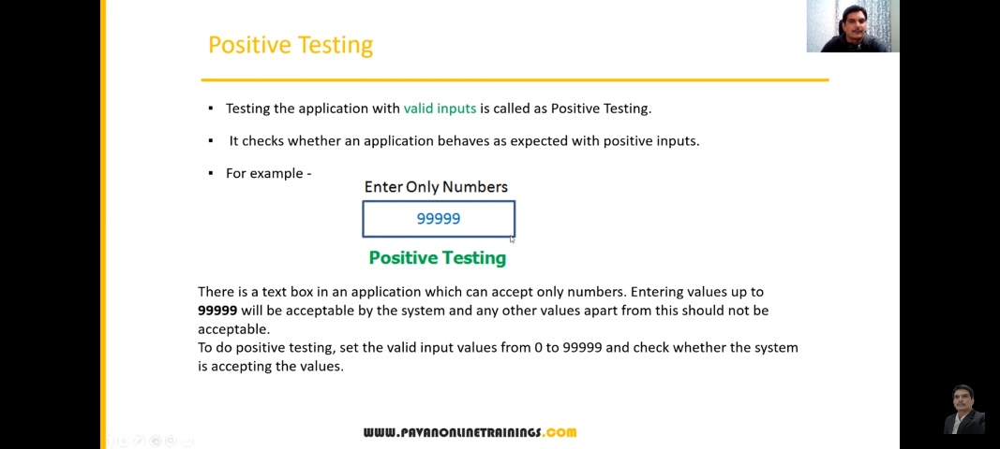 Positive Testing
▪ Testing the application with valid inputs is called as Positive Testing.
▪ It checks whether an application behaves as expected with positive inputs.
▪ For example -
Enter Only Numbers
99999
Positive Testing
There is a text box in an application which can accept only numbers. Entering values up to
99999 will be acceptable by the system and any other values apart from this should not be
acceptable.
To do positive testing, set the valid input values from 0 to 99999 and check whether the system
is accepting the values.
WWW.PAVANONLINETRAININGS.COM